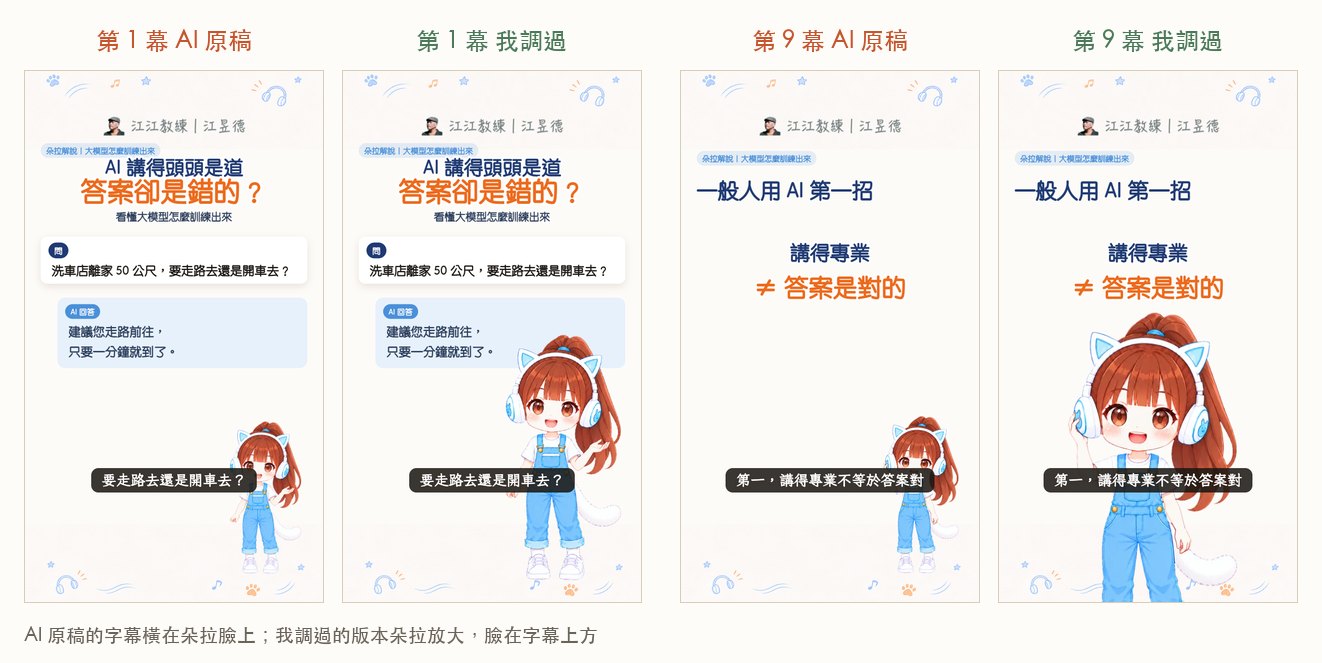 第 1 幕 AI 原稿
第 1 幕 我調過
第 9 幕 AI 原稿
第 9 幕 我調過
江江教練｜江昱德
朵拉解說｜大模型怎麼訓練出來
AI 講得頭頭是道
答案卻是錯的？
看懂大模型怎麼訓練出來
問
洗車店離家 50 公尺，要走路去還是開車去？
AI 回答
建議您走路前往，
只要一分鐘就到了。
要走路去還是開車去？
江江教練｜江昱德
朵拉解說｜大模型怎麼訓練出來
AI 講得頭頭是道
答案卻是錯的？
看懂大模型怎麼訓練出來
問
洗車店離家 50 公尺，要走路去還是開車去？
AI 回答
建議您走路前往，
只要一分鐘就到了。
要走路去還是開車去？
江江教練｜江昱德
朵拉解說｜大模型怎麼訓練出來
一般人用 AI 第一招
講得專業
≠ 答案是對的
第一，講得專業不等於答案對
江江教練｜江昱德
朵拉解說｜大模型怎麼訓練出來
一般人用 AI 第一招
講得專業
≠ 答案是對的
第一，講得專業不等於答案對
AI 原稿的字幕橫在朵拉臉上；我調過的版本朵拉放大，臉在字幕上方